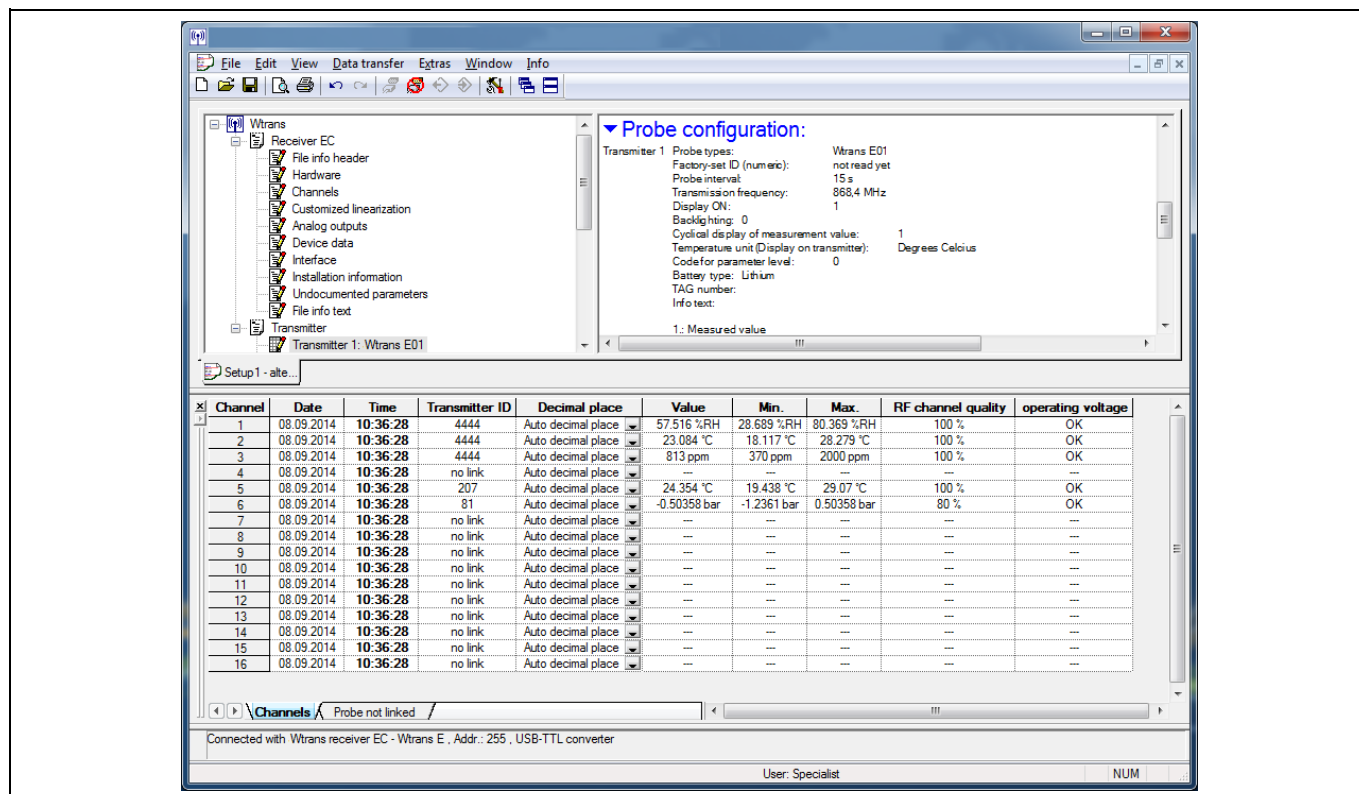 File Edit View Data transfer Extras Window Info
Wtrans
Receiver EC
File info header
Hardware
Channels
Customized linearization
Analog outputs
Device data
Interface
Installation information
Undocumented parameters
File info text
Transmitter
Transmitter 1: Wtrans E01
Probe configuration:
Transmitter 1 Probe types: Wtrans E01
Factory-set ID (numeric): not read yet
Probe interval: 15 s
Transmission frequency: 868,4 MHz
Display ON: 1
Backlighting: 0
Cyclical display of measurement value: 1
Temperature unit (Display on transmitter): Degrees Celcius
Code for parameter level: 0
Battery type: Lithium
TAG number:
Info text:
1.: Measured value
Setup1 - alte...
Channel Date Time Transmitter ID Decimal place Value Min. Max. RF channel quality operating voltage
1 08.09.2014 10:36:28 4444 Auto decimal place 57.516 %RH 28.689 %RH 80.369 %RH 100 % OK
2 08.09.2014 10:36:28 4444 Auto decimal place 23.084 °C 18.117 °C 28.279 °C 100 % OK
3 08.09.2014 10:36:28 4444 Auto decimal place 813 ppm 370 ppm 2000 ppm 100 % OK
4 08.09.2014 10:36:28 no link Auto decimal place --- --- --- --- ---
5 08.09.2014 10:36:28 207 Auto decimal place 24.354 °C 19.438 °C 29.07 °C 100 % OK
6 08.09.2014 10:36:28 81 Auto decimal place -0.50358 bar -1.2361 bar 0.50358 bar 80 % OK
7 08.09.2014 10:36:28 no link Auto decimal place --- --- --- --- ---
8 08.09.2014 10:36:28 no link Auto decimal place --- --- --- --- ---
9 08.09.2014 10:36:28 no link Auto decimal place --- --- --- --- ---
10 08.09.2014 10:36:28 no link Auto decimal place --- --- --- --- ---
11 08.09.2014 10:36:28 no link Auto decimal place --- --- --- --- ---
12 08.09.2014 10:36:28 no link Auto decimal place --- --- --- --- ---
13 08.09.2014 10:36:28 no link Auto decimal place --- --- --- --- ---
14 08.09.2014 10:36:28 no link Auto decimal place --- --- --- --- ---
15 08.09.2014 10:36:28 no link Auto decimal place --- --- --- --- ---
16 08.09.2014 10:36:28 no link Auto decimal place --- --- --- --- ---
Channels Probe not linked
Connected with Wtrans receiver EC - Wtrans E , Addr.: 255 , USB-TTL converter
User: Specialist NUM